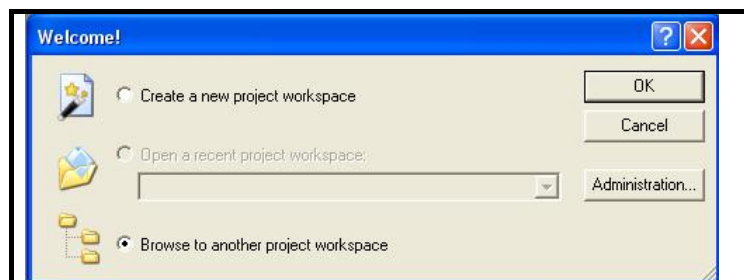 Welcome!
Create a new project workspace
OK
Cancel
Open a recent project workspace:
Administration...
Browse to another project workspace